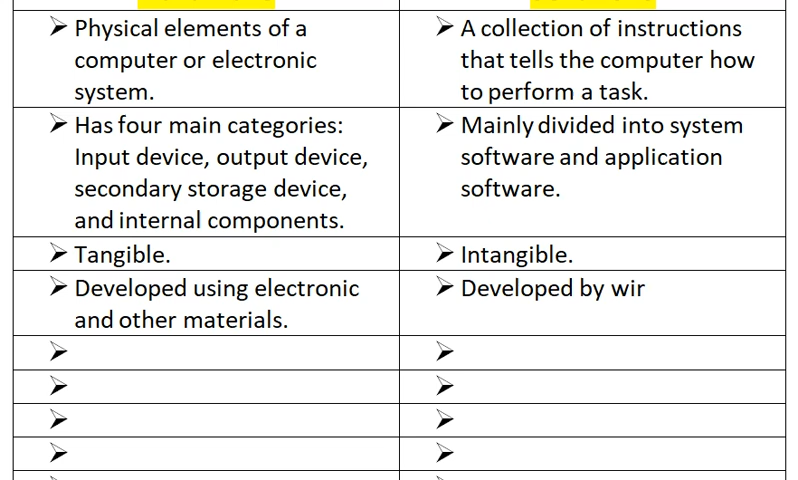 Physical elements of a
computer or electronic
system.
A collection of instructions
that tells the computer how
to perform a task.
Has four main categories:
Input device, output device,
secondary storage device,
and internal components.
Mainly divided into system
software and application
software.
Tangible.
Intangible.
Developed using electronic
and other materials.
Developed by wir